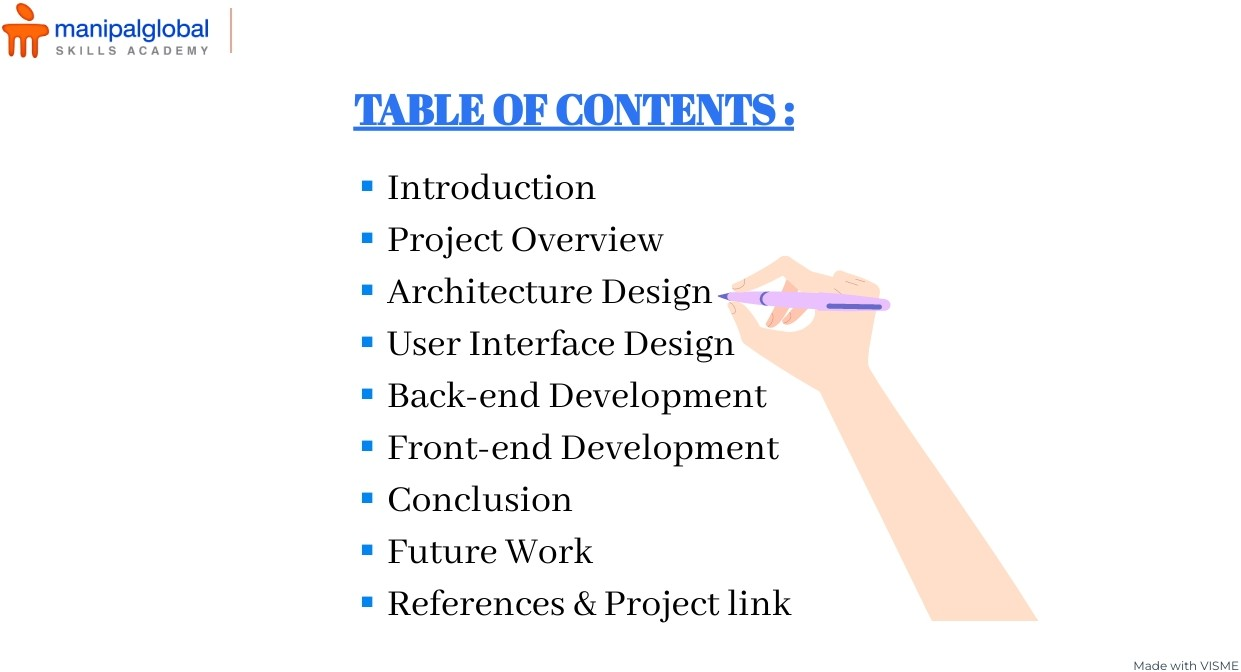 manipalglobal
SKILLS ACADEMY
TABLE OF CONTENTS :
Introduction
Project Overview
Architecture Design
User Interface Design
Back-end Development
Front-end Development
Conclusion
Future Work
References & Project link
Made with VISME